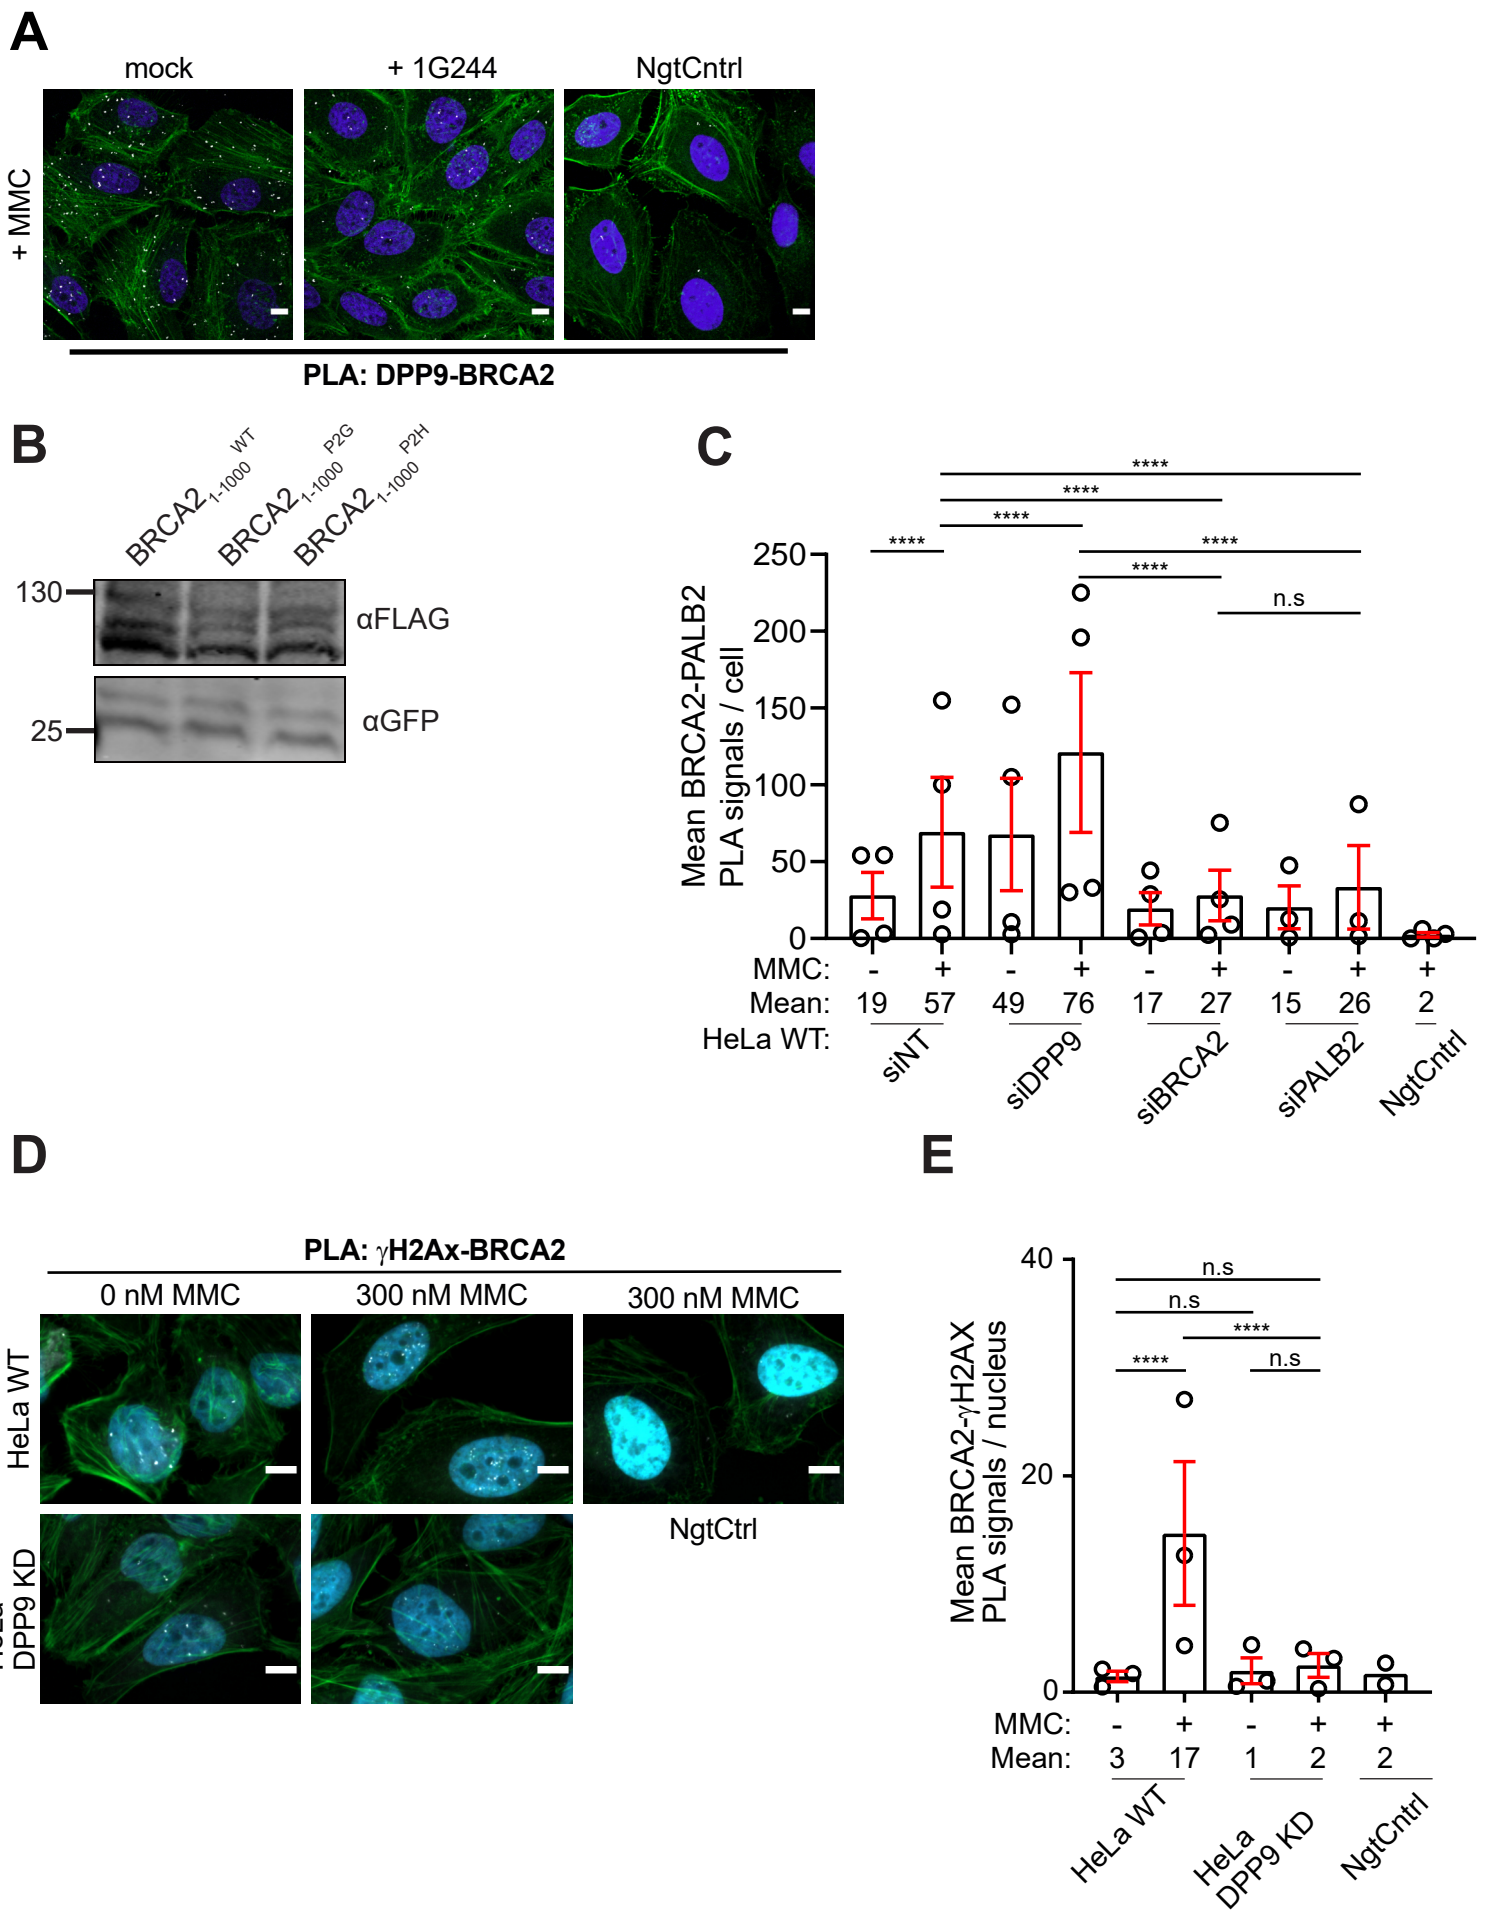 A
mock
+ 1G244
NgtCntrl
+ MMC
PLA: DPP9-BRCA2
B
BRCA2 1-1000 WT
BRCA2 1-1000 P2G
BRCA2 1-1000 P2H
130
αFLAG
25
αGFP
C
****
****
****
****
****
****
n.s
Mean BRCA2-PALB2
PLA signals / cell
250
200
150
100
50
0
MMC: - + - + - + - + +
Mean: 19 57 49 76 17 27 15 26 2
HeLa WT:
siNT
siDPP9
siBRCA2
siPALB2
NgtCntrl
D
PLA: γH2Ax-BRCA2
0 nM MMC
300 nM MMC
300 nM MMC
HeLa WT
NgtCtrl
DPP9 KD
E
n.s
n.s
****
****
n.s
Mean BRCA2-γH2AX
PLA signals / nucleus
40
20
0
MMC: - + - + +
Mean: 3 17 1 2 2
HeLa WT
HeLa
DPP9 KD
NgtCntrl